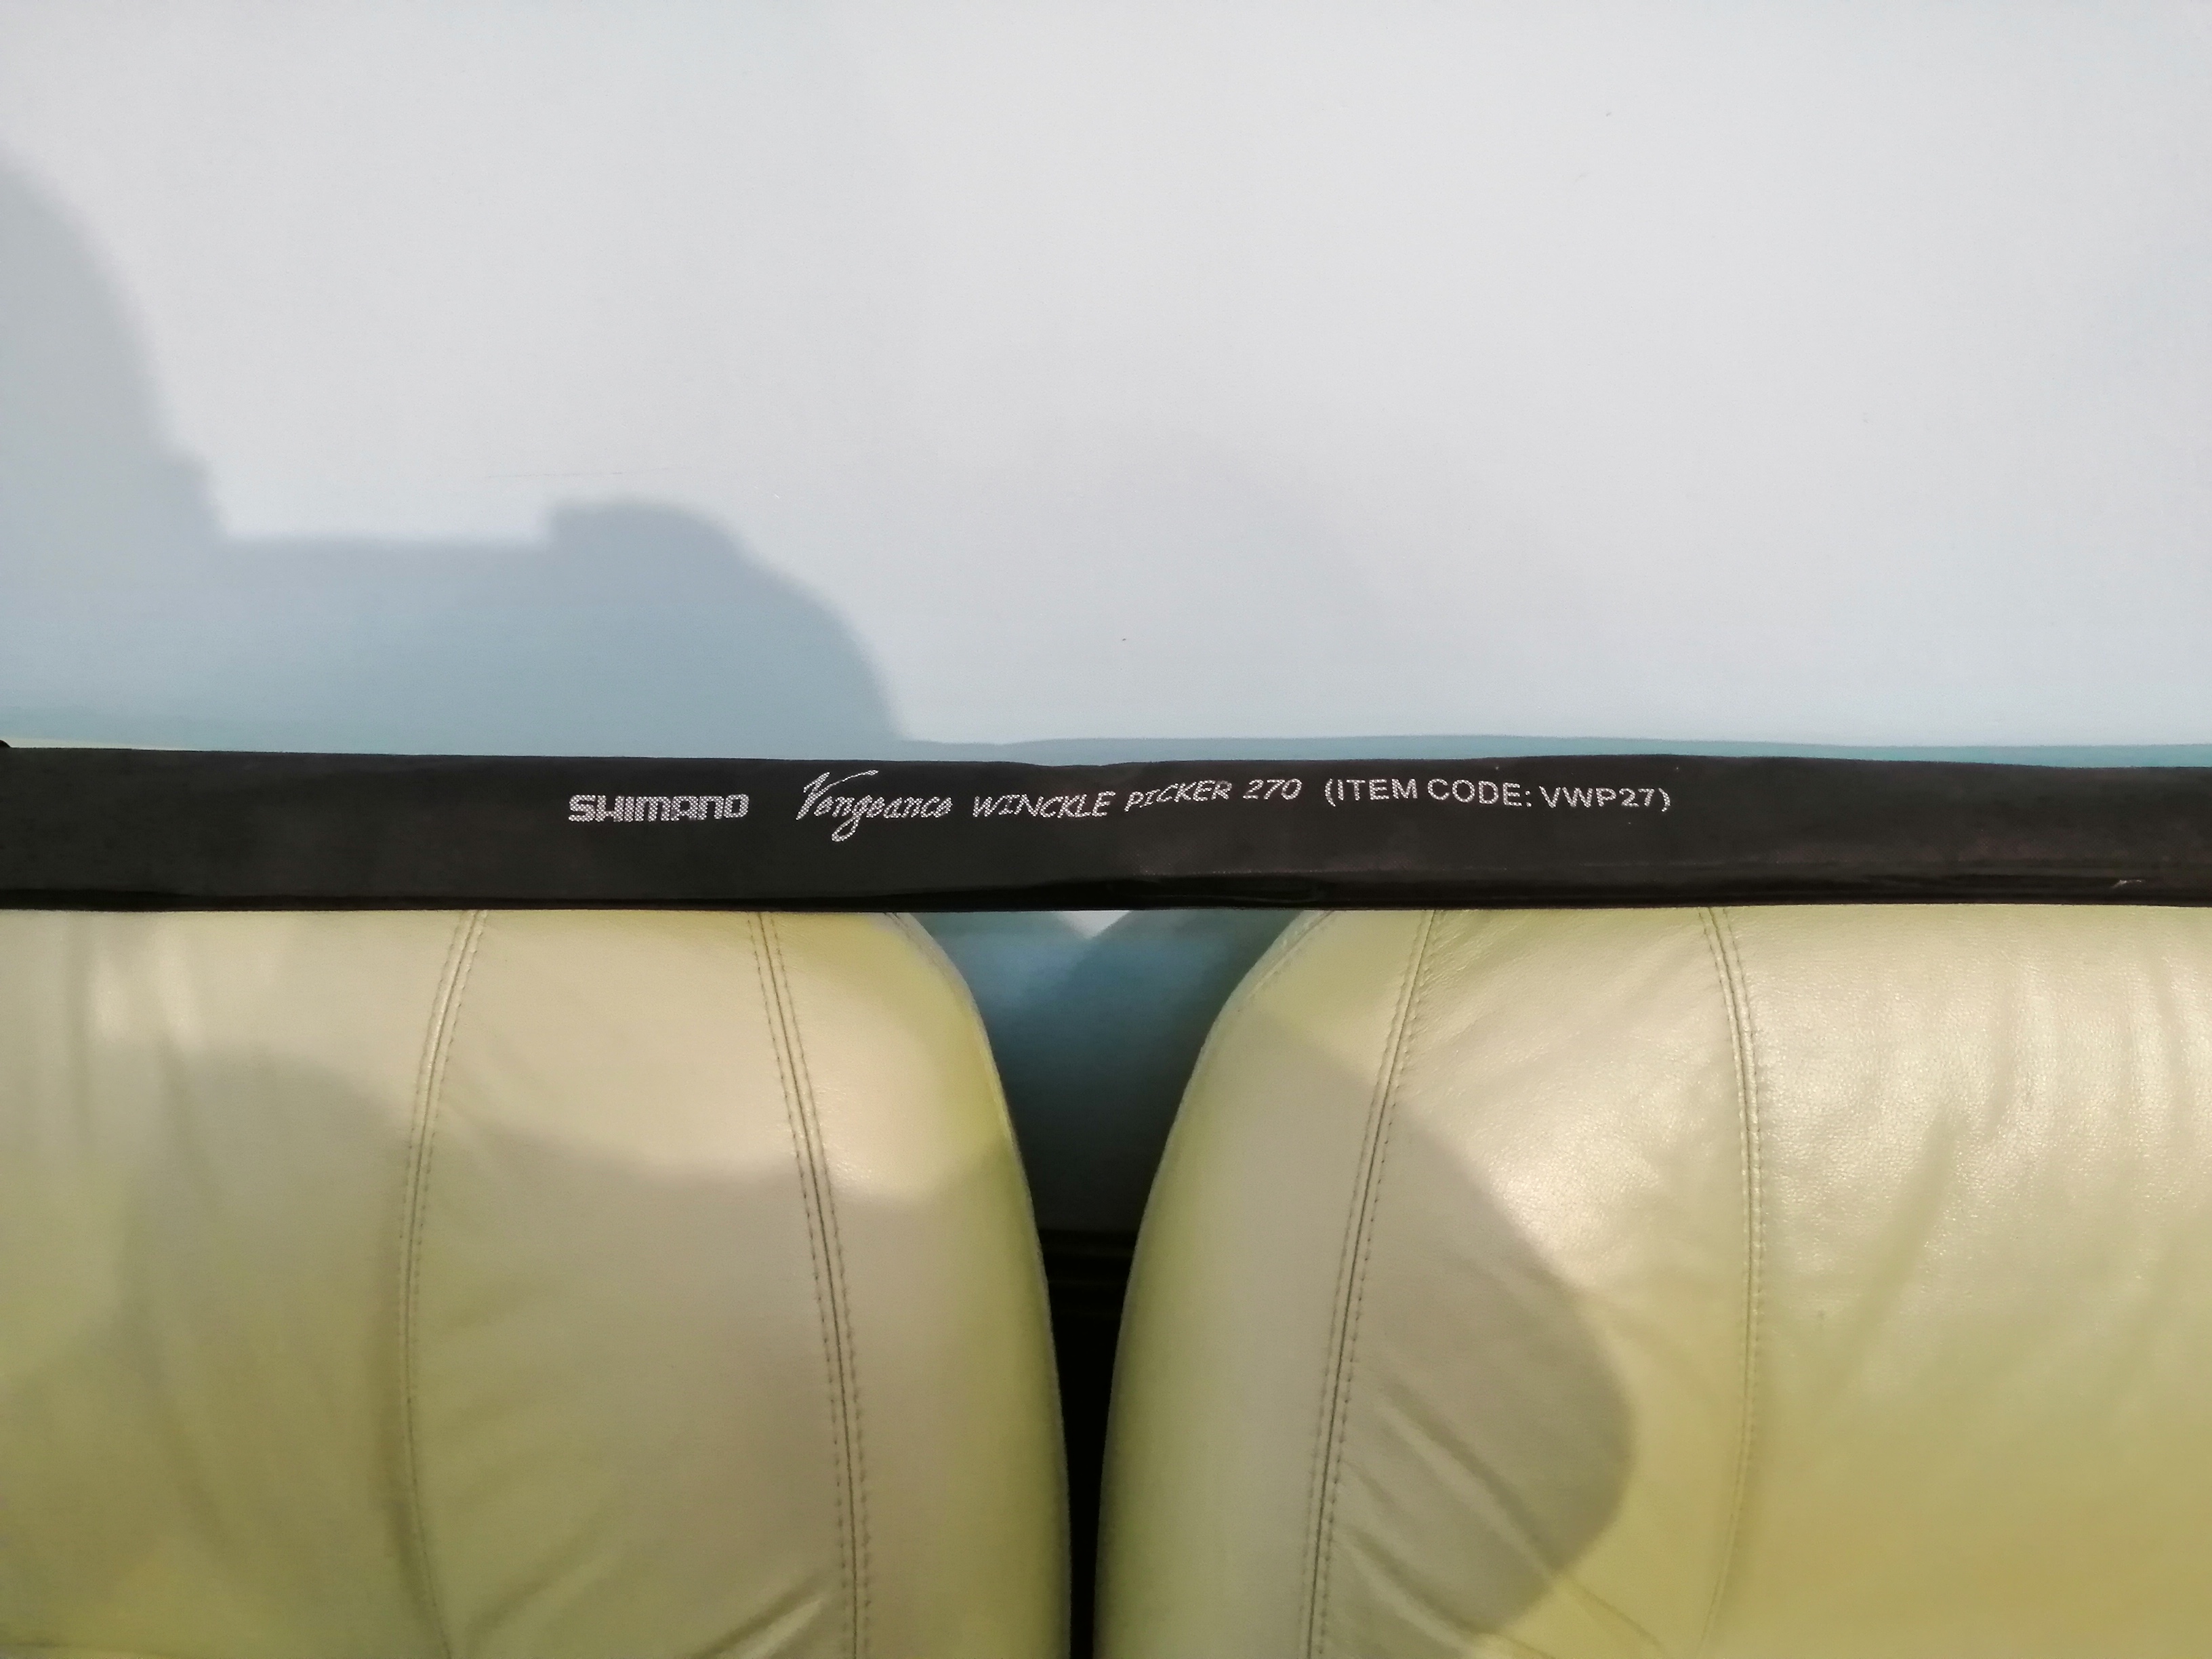 SHIMANO Vengeance WINCKLE PICKER 270 (ITEM CODE: VWP27)